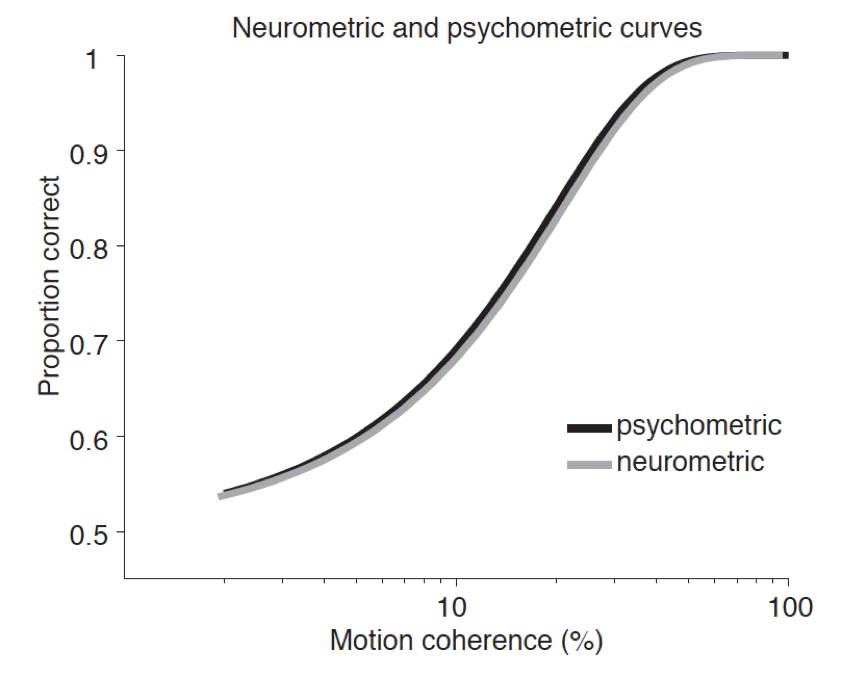 Neurometric and psychometric curves
1
0.9
0.8
0.7
0.6
0.5
Proportion correct
psychometric
neurometric
10
100
Motion coherence (%)